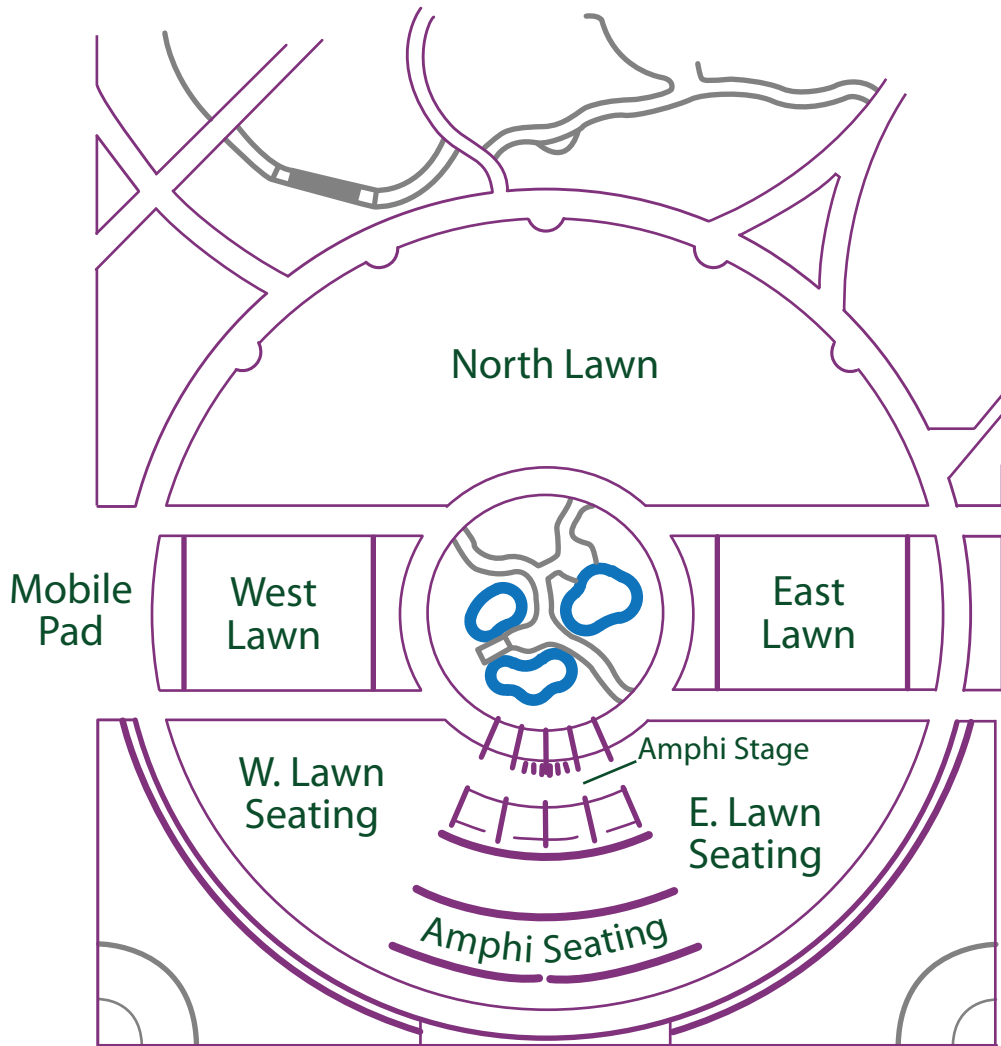 North Lawn
Mobile
Pad
West
Lawn
East
Lawn
Amphi Stage
W. Lawn
Seating
E. Lawn
Seating
Amphi Seating